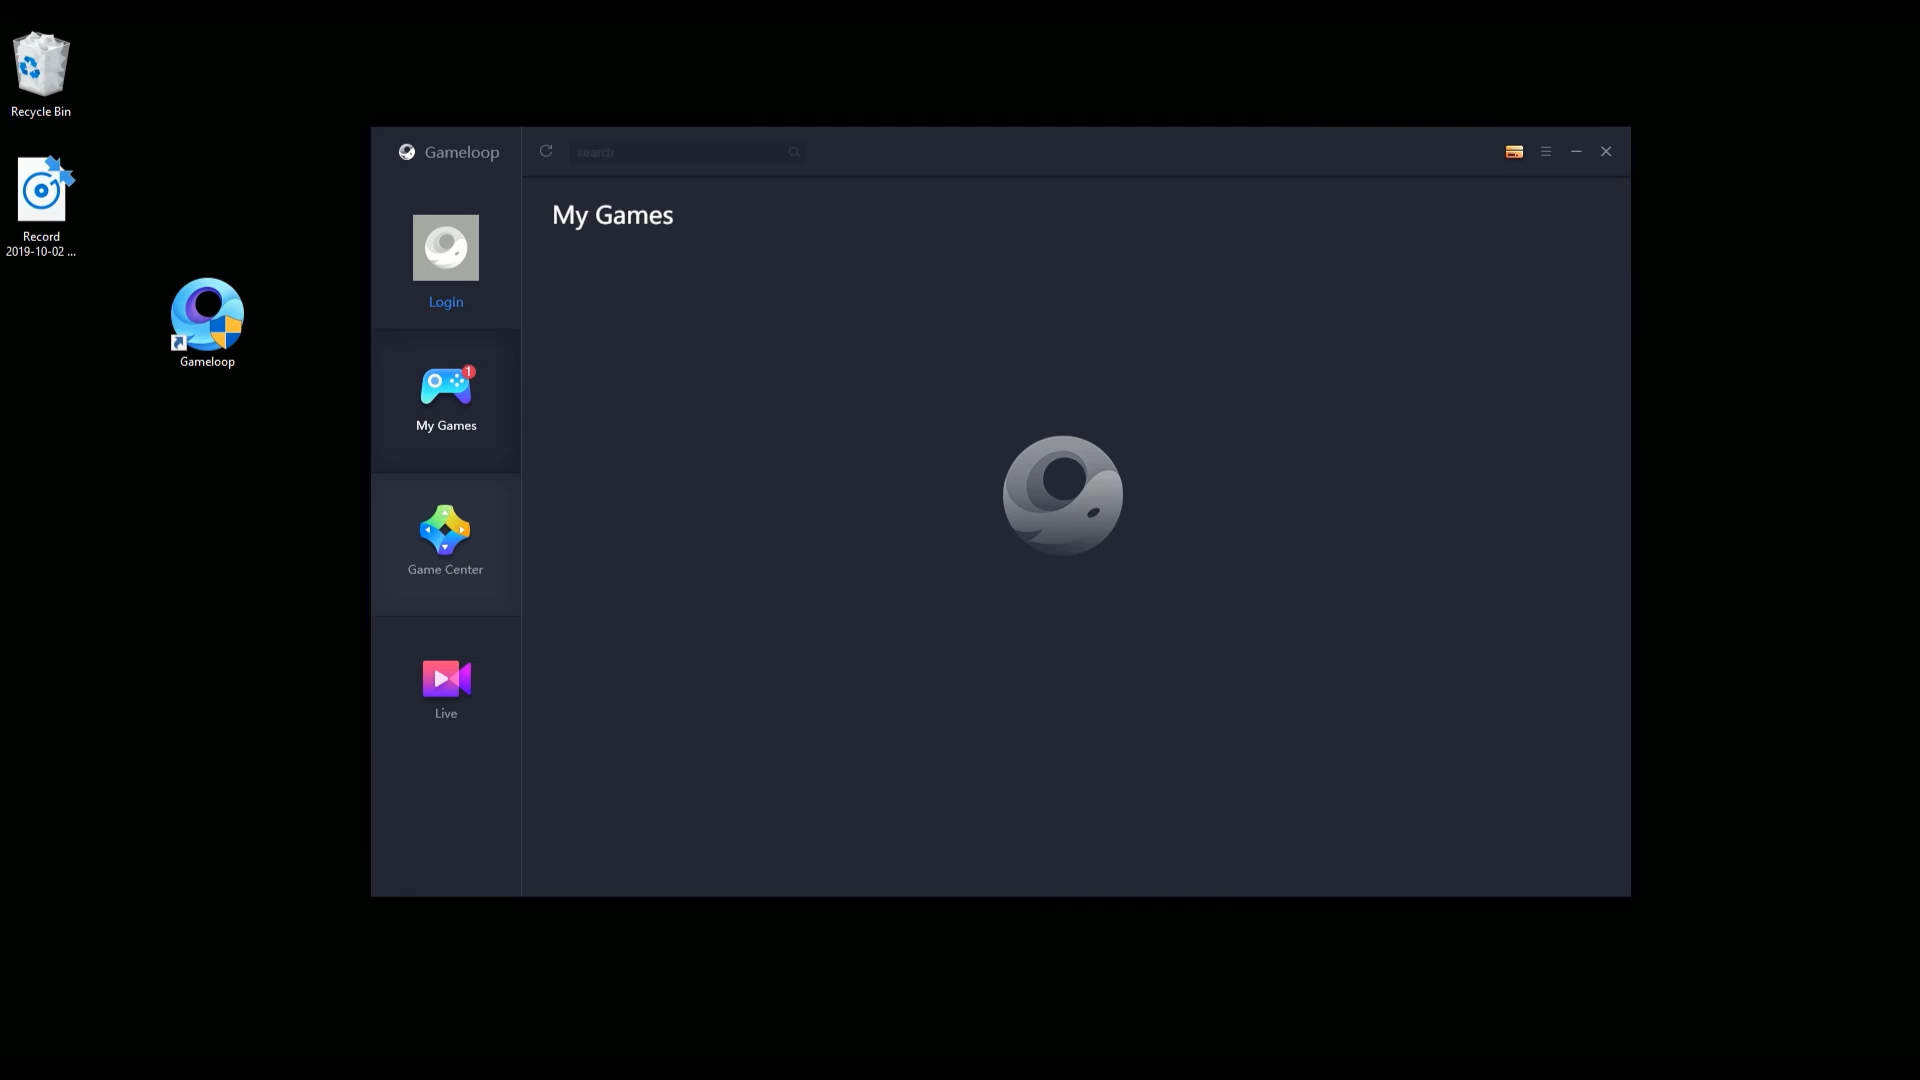 Recycle Bin
Record
2019-10-02 ...
Gameloop
Gameloop
search
My Games
Login
1
My Games
Game Center
Live